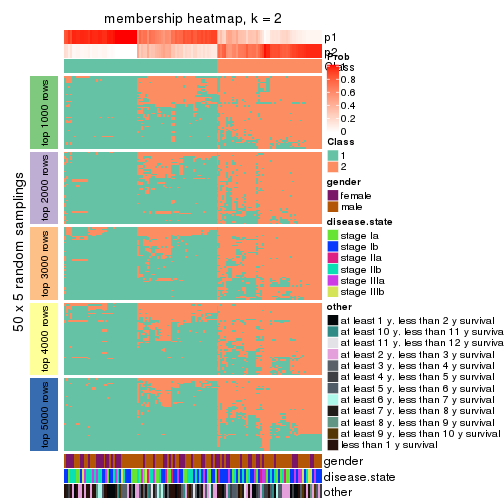 membership heatmap, k = 2
p1
p2
Prob
Class
1
0.8
0.6
0.4
0.2
0
Class
1
2
gender
female
male
disease.state
stage Ia
stage Ib
stage IIa
stage IIb
stage IIIa
stage IIIb
other
at least 1 y. less than 2 y survival
at least 10 y. less than 11 y surviva
at least 11 y. less than 12 y surviva
at least 2 y. less than 3 y survival
at least 3 y. less than 4 y survival
at least 4 y. less than 5 y survival
at least 5 y. less than 6 y survival
at least 6 y. less than 7 y survival
at least 7 y. less than 8 y survival
at least 8 y. less than 9 y survival
at least 9 y. less than 10 y surviva
less than 1 y survival
50 x 5 random samplings
top 1000 rows
top 2000 rows
top 3000 rows
top 4000 rows
top 5000 rows
gender
disease.state
other